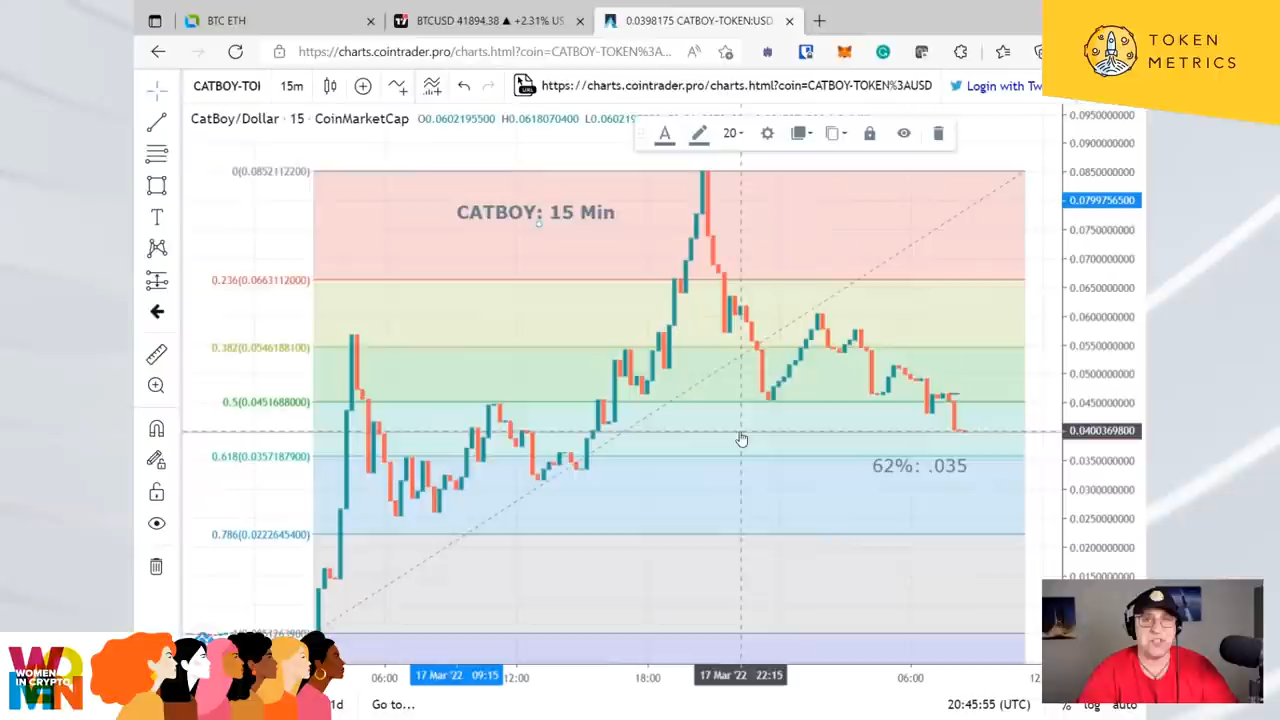 BTC ETH
BTCUSD 41894.38 ▲ +2.31% US
0.0398175 CATBOY-TOKEN:USD
https://charts.cointrader.pro/charts.html?coin=CATBOY-TOKEN%3A...
TOKEN
METRICS
CATBOY-TOI
15m
https://charts.cointrader.pro/charts.html?coin=CATBOY-TOKEN%3AUSD
Login with Tw
CatBoy/Dollar · 15 · CoinMarketCap
O0.0602195500 H0.0618070400
20
0.0950000000
0.0900000000
0(0.0852112200)
0.0850000000
0.0799756500
CATBOY: 15 Min
0.0750000000
0.0700000000
0.236(0.0663112000)
0.0650000000
0.0600000000
0.382(0.0546188100)
0.0550000000
0.0500000000
0.5(0.0451688000)
0.0450000000
0.0400369800
0.618(0.0357187900)
62%: .035
0.0350000000
0.0300000000
0.0250000000
0.786(0.0222645400)
0.0200000000
0.0150000000
06:00
17 Mar '22 09:15
12:00
18:00
17 Mar '22 22:15
06:00
1d
Go to...
20:45:55 (UTC)
%
log
auto
WOMEN
WOMEN
IN CRYPTO